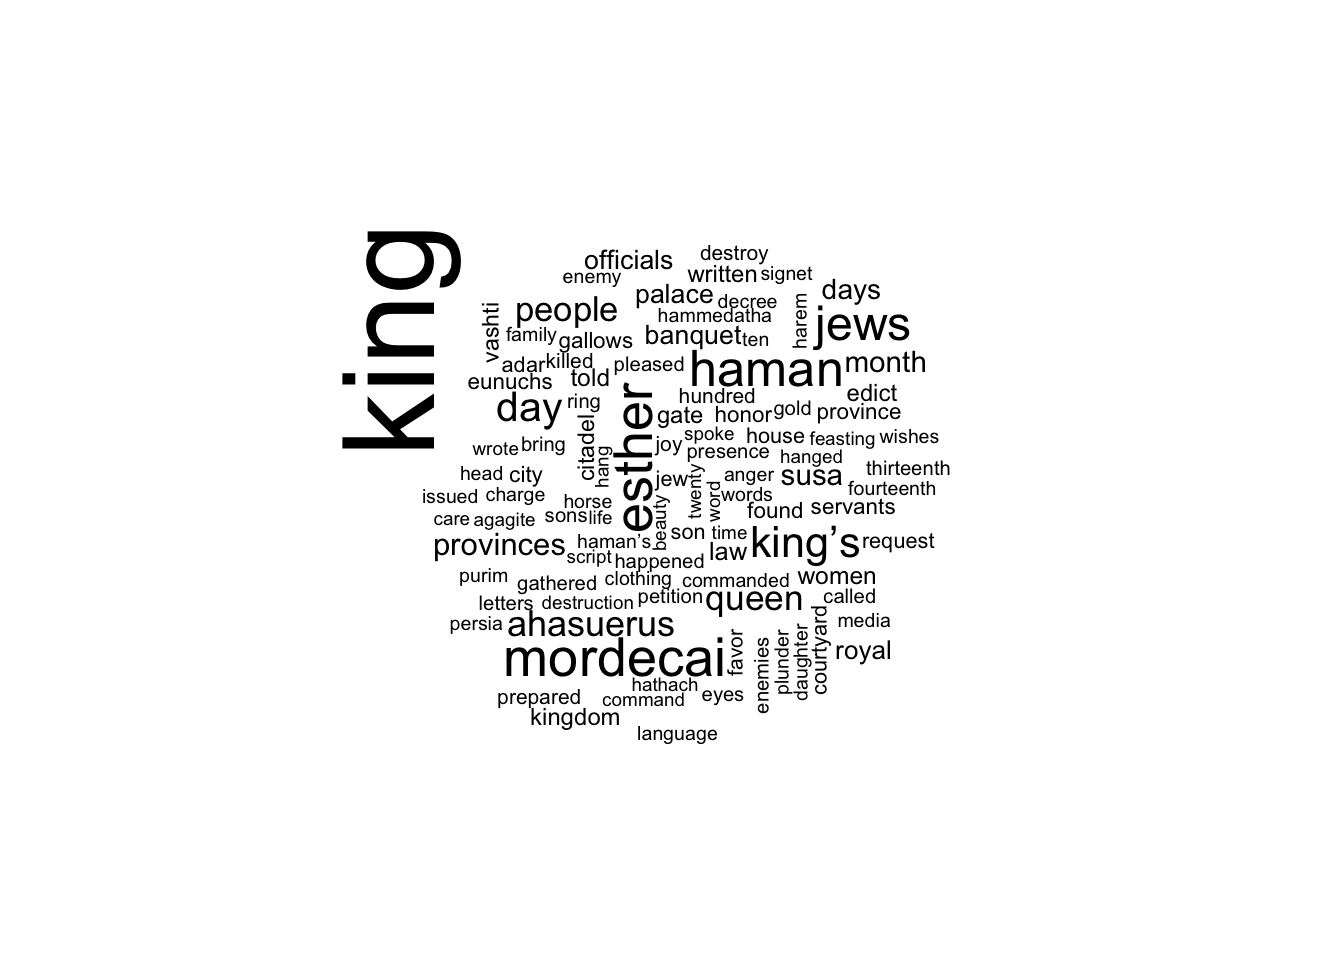 king
officials
destroy
enemy
written
signet
people
palace
decree
days
vashti
family
gallows
hammedatha
banquet
ten
harem
jews
adar
killed
pleased
haman
month
eunuchs
told
hundred
edict
day
ring
esther
gate
honor
gold
province
wrote
bring
citadel
hang
joy
spoke
presence
house
feasting
wishes
hanged
head
city
jew
twenty
anger
susa
thirteenth
issued
charge
horse
word
words
fourteenth
care
agagite
sons
life
beauty
found
servants
provinces
haman’s
son
time
king’s
request
script
happened
law
purim
gathered
clothing
commanded
women
letters
destruction
petition
queen
called
persia
ahasuerus
media
mordecai
favor
enemies
plunder
daughter
courtyard
royal
prepared
hathach
command
eyes
kingdom
language